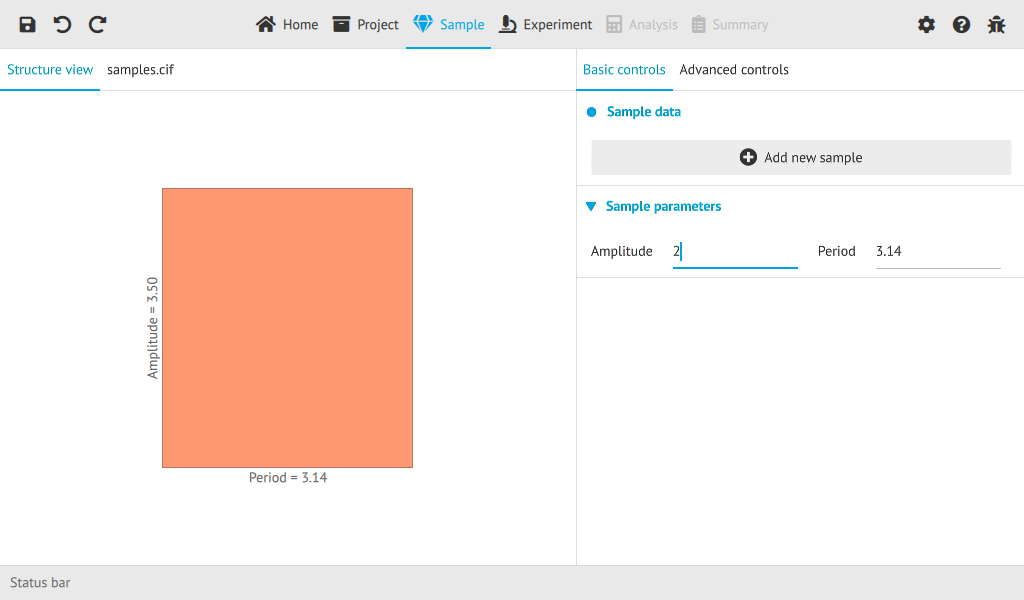 Home Project Sample Experiment Analysis Summary
Structure view samples.cif
Basic controls Advanced controls
Sample data
Add new sample
Sample parameters
Amplitude 2 Period 3.14
Amplitude = 3.50
Period = 3.14
Status bar